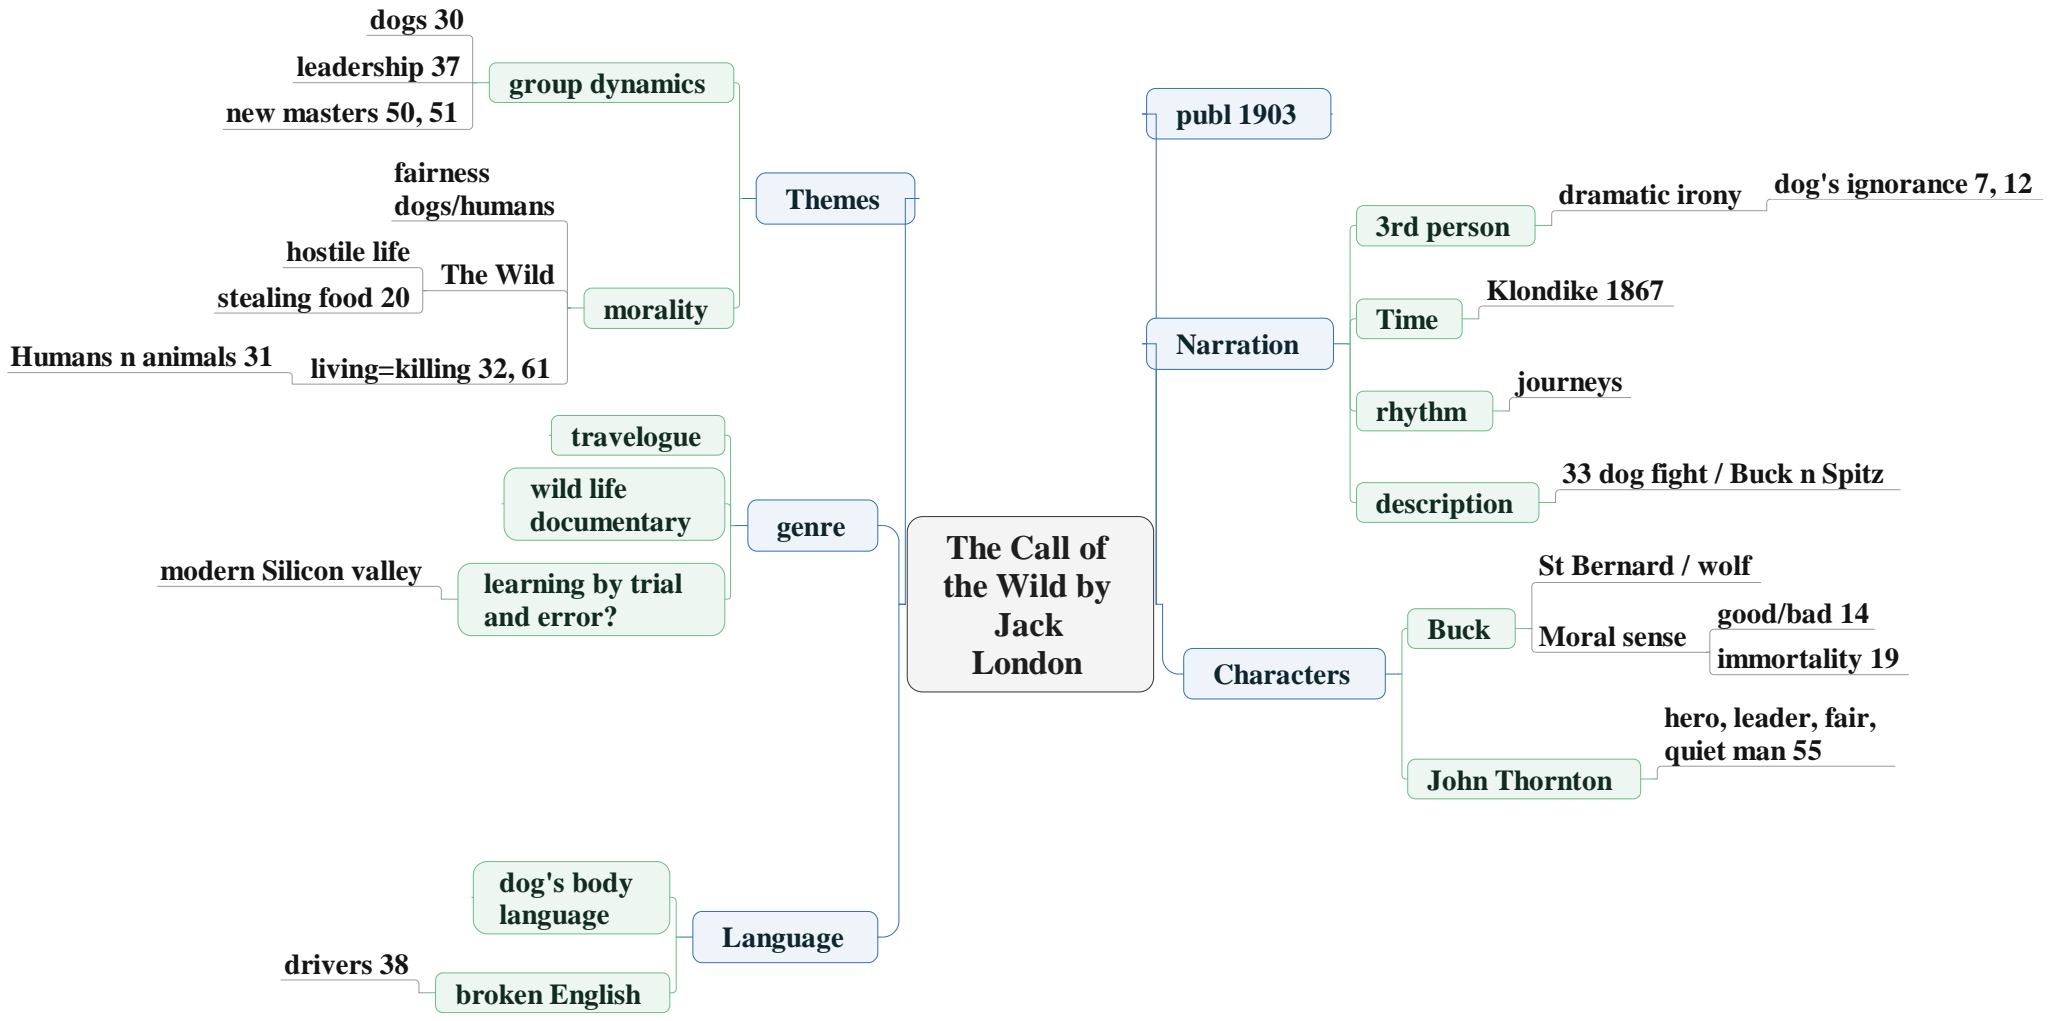 The Call of
the Wild by
Jack
London
publ 1903
Narration
3rd person
dramatic irony
dog's ignorance 7, 12
Time
Klondike 1867
rhythm
journeys
description
33 dog fight / Buck n Spitz
Characters
Buck
St Bernard / wolf
Moral sense
good/bad 14
immortality 19
John Thornton
hero, leader, fair,
quiet man 55
Themes
group dynamics
dogs 30
leadership 37
new masters 50, 51
morality
fairness
dogs/humans
The Wild
hostile life
stealing food 20
living=killing 32, 61
Humans n animals 31
genre
travelogue
wild life
documentary
learning by trial
and error?
modern Silicon valley
Language
dog's body
language
broken English
drivers 38